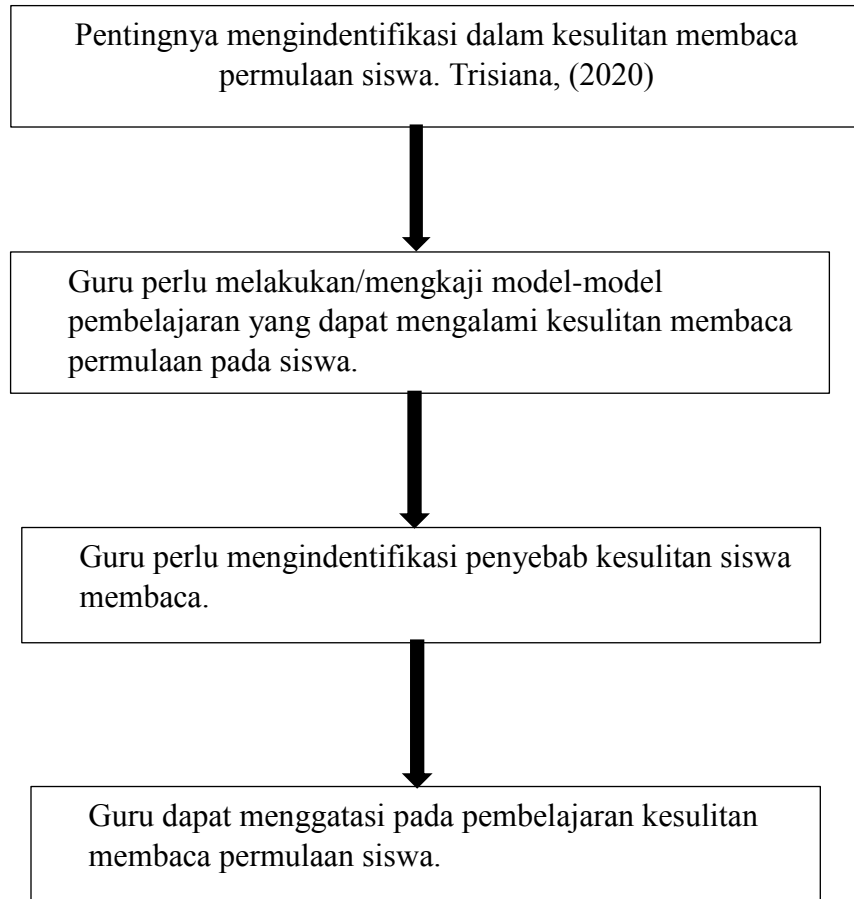 Pentingnya mengindentifikasi dalam kesulitan membaca
permulaan siswa. Trisiana, (2020)
Guru perlu melakukan/mengkaji model-model
pembelajaran yang dapat mengalami kesulitan membaca
permulaan pada siswa.
Guru perlu mengindentifikasi penyebab kesulitan siswa
membaca.
Guru dapat menggatasi pada pembelajaran kesulitan
membaca permulaan siswa.